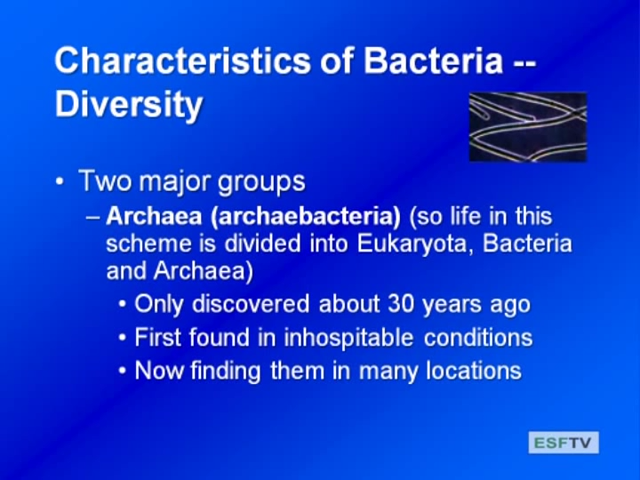 Characteristics of Bacteria --
Diversity
• Two major groups
– Archaea (archaebacteria) (so life in this
scheme is divided into Eukaryota, Bacteria
and Archaea)
• Only discovered about 30 years ago
• First found in inhospitable conditions
• Now finding them in many locations
ESFTV